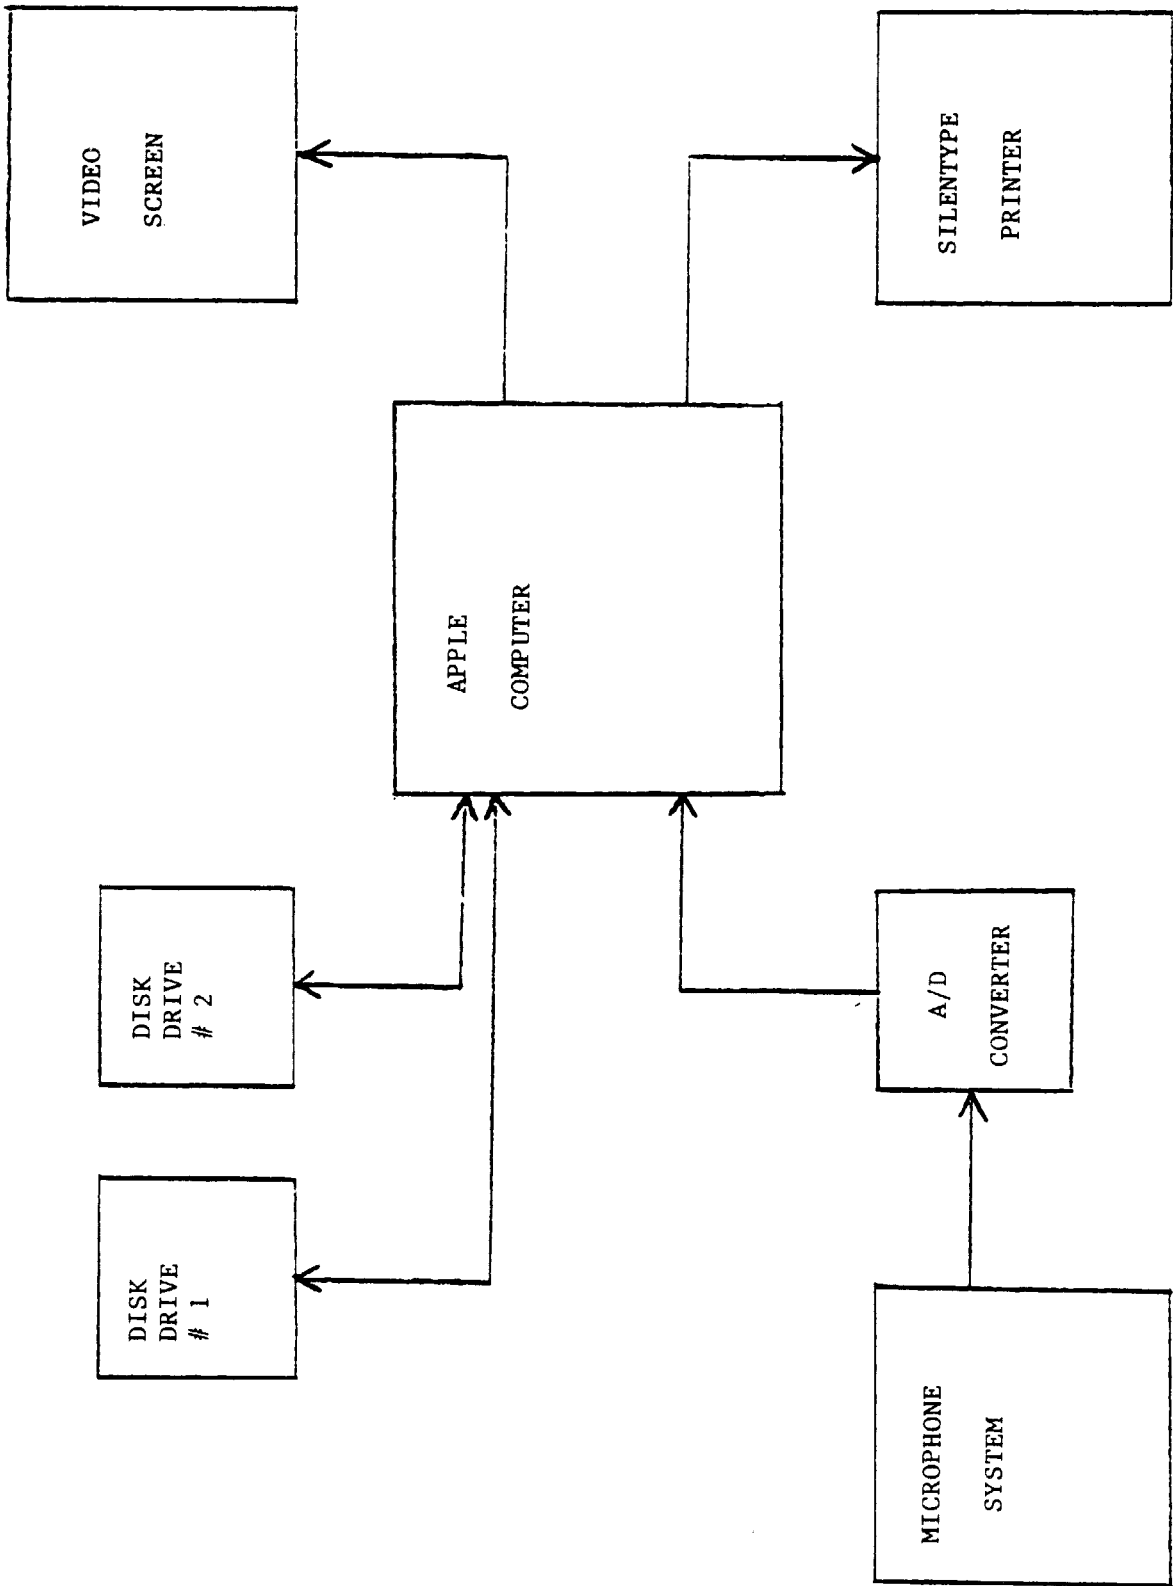 DISK
DRIVE
# 1
DISK
DRIVE
# 2
VIDEO
SCREEN
APPLE
COMPUTER
MICROPHONE
SYSTEM
A/D
CONVERTER
SILENTYPE
PRINTER